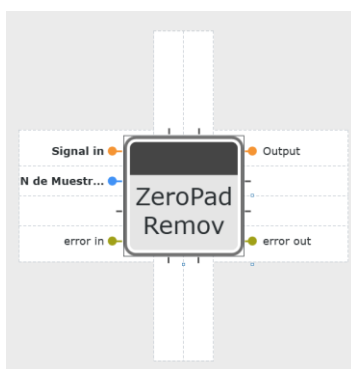 Signal in
Output
N de Muestr...
ZeroPad
Remov
error in
error out